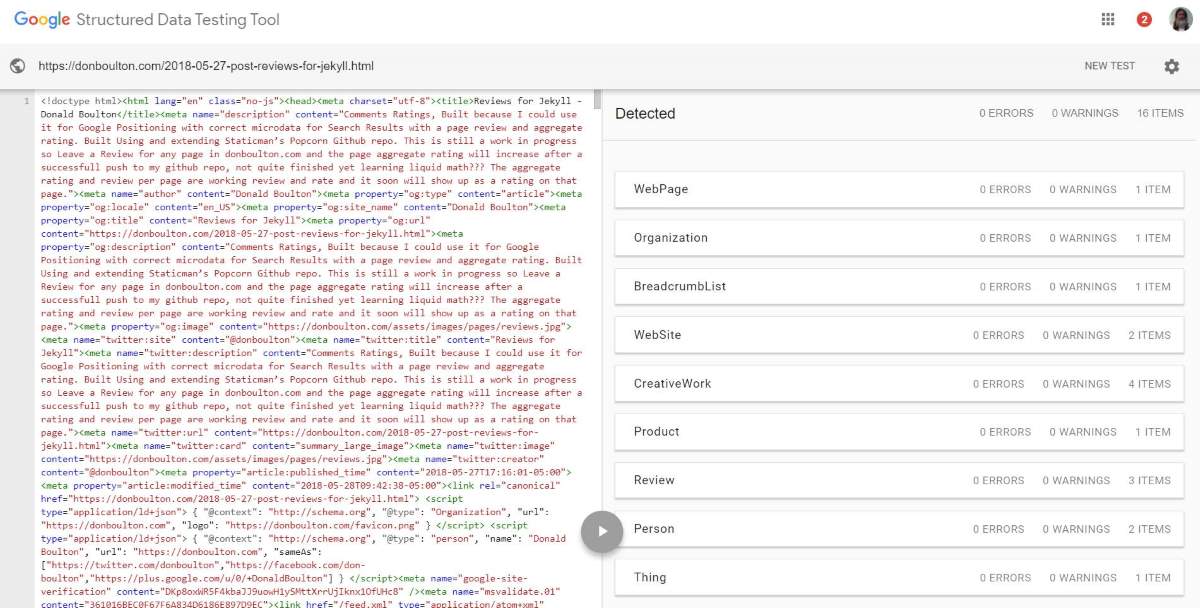 Google Structured Data Testing Tool
2
https://donboulton.com/2018-05-27-post-reviews-for-jekyll.html
NEW TEST
1
<!doctype html><html lang="en" class="no-js"><head><meta charset="utf-8"><title>Reviews for Jekyll -
Donald Boulton</title><meta name="description" content="Comments Ratings, Built because I could use
it for Google Positioning with correct microdata for Search Results with a page review and aggregate
rating. Built Using and extending Staticman’s Popcorn Github repo. This is still a work in progress
so Leave a Review for any page in donboulton.com and the page aggregate rating will increase after a
successfull push to my github repo, not quite finished yet learning liquid math??? The aggregate
rating and review per page are working review and rate and it soon will show up as a rating on that
page."><meta name="author" content="Donald Boulton"><meta property="og:type" content="article"><meta
property="og:locale" content="en_US"><meta property="og:site_name" content="Donald Boulton"><meta
property="og:title" content="Reviews for Jekyll"><meta property="og:url"
content="https://donboulton.com/2018-05-27-post-reviews-for-jekyll.html"><meta
property="og:description" content="Comments Ratings, Built because I could use it for Google
Positioning with correct microdata for Search Results with a page review and aggregate rating. Built
Using and extending Staticman’s Popcorn Github repo. This is still a work in progress so Leave a
Review for any page in donboulton.com and the page aggregate rating will increase after a
successfull push to my github repo, not quite finished yet learning liquid math??? The aggregate
rating and review per page are working review and rate and it soon will show up as a rating on that
page."><meta property="og:image" content="https://donboulton.com/assets/images/pages/reviews.jpg">
<meta name="twitter:site" content="@donboulton"><meta name="twitter:title" content="Reviews for
Jekyll"><meta name="twitter:description" content="Comments Ratings, Built because I could use it for
Google Positioning with correct microdata for Search Results with a page review and aggregate
rating. Built Using and extending Staticman’s Popcorn Github repo. This is still a work in progress
so Leave a Review for any page in donboulton.com and the page aggregate rating will increase after a
successfull push to my github repo, not quite finished yet learning liquid math??? The aggregate
rating and review per page are working review and rate and it soon will show up as a rating on that
page."><meta name="twitter:url" content="https://donboulton.com/2018-05-27-post-reviews-for-
jekyll.html"><meta name="twitter:card" content="summary_large_image"><meta name="twitter:image"
content="https://donboulton.com/assets/images/pages/reviews.jpg"><meta name="twitter:creator"
content="@donboulton"><meta property="article:published_time" content="2018-05-27T17:16:01-05:00">
<meta property="article:modified_time" content="2018-05-28T09:42:38-05:00"><link rel="canonical"
href="https://donboulton.com/2018-05-27-post-reviews-for-jekyll.html"> <script
type="application/ld+json"> { "@context": "http://schema.org", "@type": "Organization", "url":
"https://donboulton.com", "logo": "https://donboulton.com/favicon.png" } </script> <script
type="application/ld+json"> { "@context": "http://schema.org", "@type": "person", "name": "Donald
Boulton", "url": "https://donboulton.com", "sameAs":
["https://twitter.com/donboulton","https://facebook.com/don-
boulton","https://plus.google.com/u/0/+DonaldBoulton"] } </script><meta name="google-site-
verification" /><meta name="msvalidate.01"
<link href="/feed.xml" type="application/atom+xml"
Detected 0 ERRORS 0 WARNINGS 16 ITEMS
WebPage 0 ERRORS 0 WARNINGS 1 ITEM
Organization 0 ERRORS 0 WARNINGS 1 ITEM
BreadcrumbList 0 ERRORS 0 WARNINGS 1 ITEM
WebSite 0 ERRORS 0 WARNINGS 2 ITEMS
CreativeWork 0 ERRORS 0 WARNINGS 4 ITEMS
Product 0 ERRORS 0 WARNINGS 1 ITEM
Review 0 ERRORS 0 WARNINGS 3 ITEMS
Person 0 ERRORS 0 WARNINGS 2 ITEMS
Thing 0 ERRORS 0 WARNINGS 1 ITEM